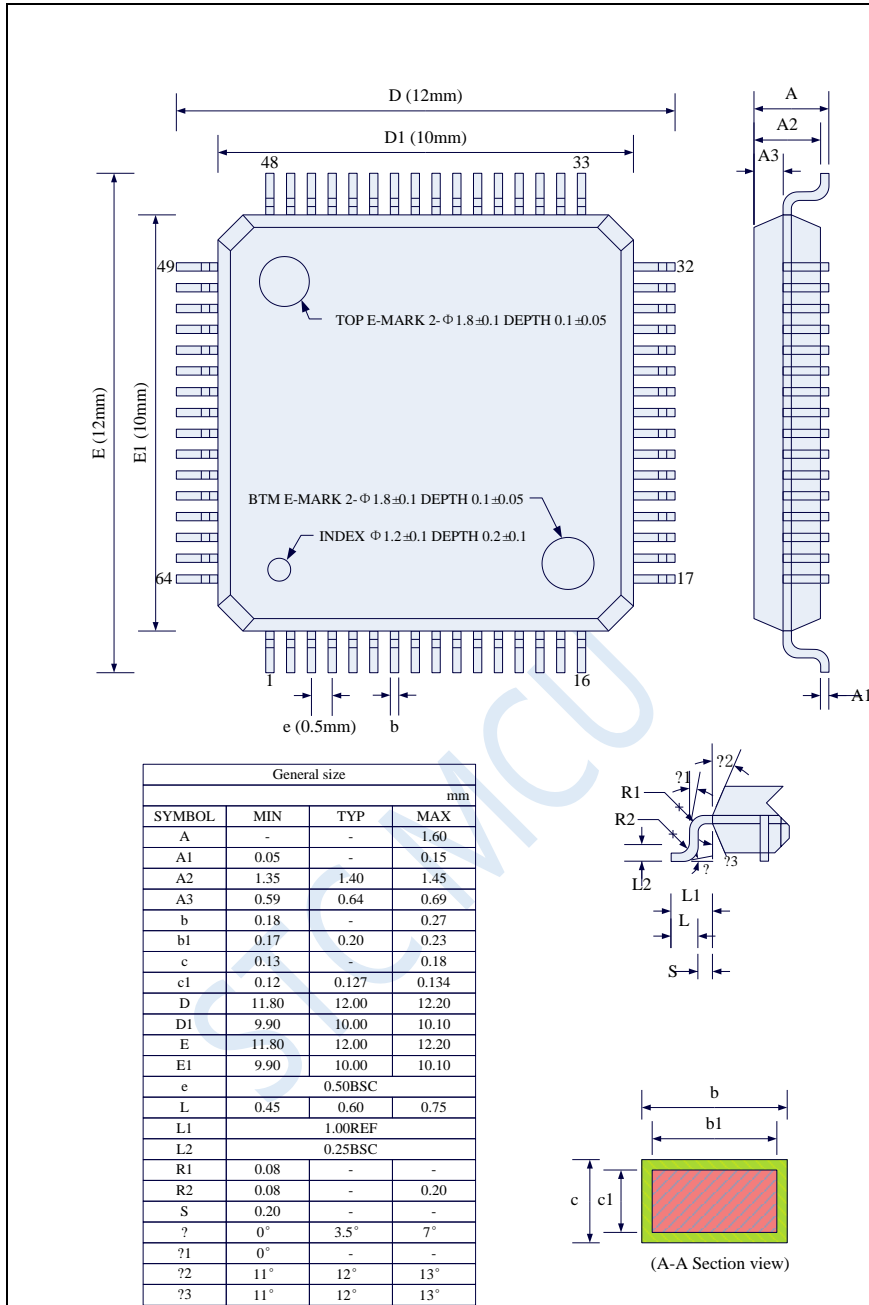 D (12mm)
D1 (10mm)
A
A2
A3
48
33
49
32
TOP E-MARK 2-Φ1.8±0.1 DEPTH 0.1±0.05
E (12mm)
E1 (10mm)
BTM E-MARK 2-Φ1.8±0.1 DEPTH 0.1±0.05
INDEX Φ1.2±0.1 DEPTH 0.2±0.1
64
17
1
16
A1
e (0.5mm)
b
General size
mm
SYMBOL MIN TYP MAX
A - - 1.60
A1 0.05 - 0.15
A2 1.35 1.40 1.45
A3 0.59 0.64 0.69
b 0.18 - 0.27
b1 0.17 0.20 0.23
c 0.13 - 0.18
c1 0.12 0.127 0.134
D 11.80 12.00 12.20
D1 9.90 10.00 10.10
E 11.80 12.00 12.20
E1 9.90 10.00 10.10
e 0.50BSC
L 0.45 0.60 0.75
L1 1.00REF
L2 0.25BSC
R1 0.08 - -
R2 0.08 - 0.20
S 0.20 - -
? 0° 3.5° 7°
?1 0° - -
?2 11° 12° 13°
?3 11° 12° 13°
STC MCU
?2
?1
R1
R2
?3
?
L2
L1
L
S
b
b1
c
c1
(A-A Section view)